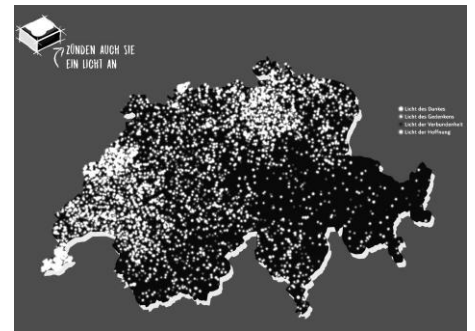 ZÜNDEN AUCH SIE
EIN LICHT AN
Licht des Dankes
Licht des Gedenkens
Licht der Verbundenheit
Licht der Hoffnung